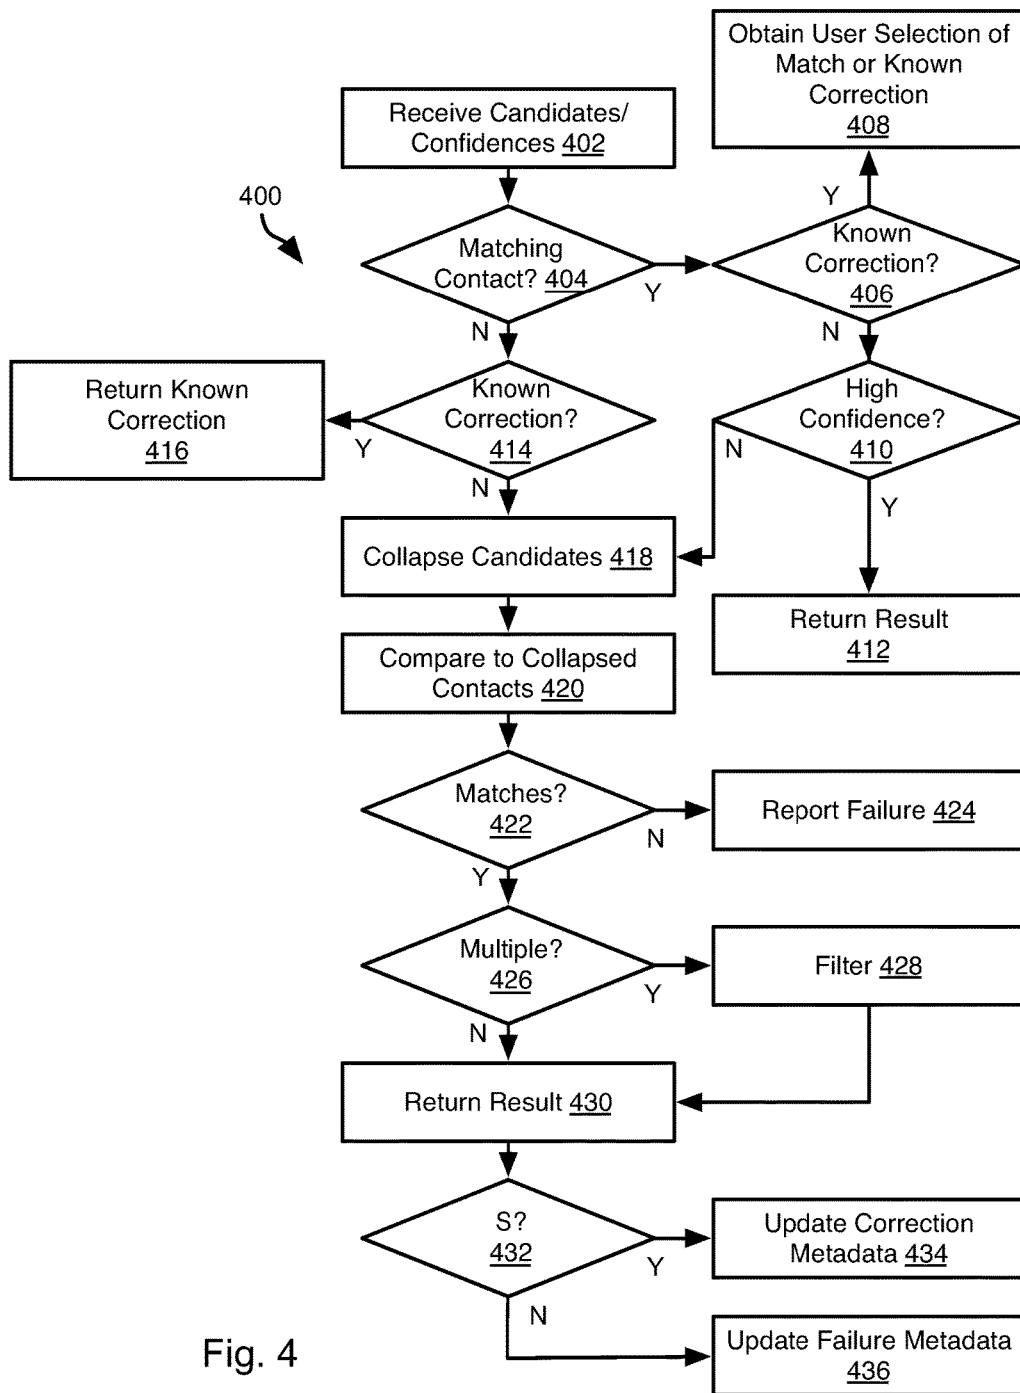 Obtain User Selection of
Match or Known
Correction
408
Receive Candidates/
Confidences 402
400
Y
Matching
Contact? 404
Y
Known
Correction?
406
N
N
Return Known
Correction
416
Known
Correction?
414
Y
High
Confidence?
410
N
N
Y
Collapse Candidates 418
Return Result
412
Compare to Collapsed
Contacts 420
Matches?
422
N
Report Failure 424
Y
Multiple?
426
Y
Filter 428
N
Return Result 430
S?
432
Y
Update Correction
Metadata 434
N
Update Failure Metadata
436
Fig. 4